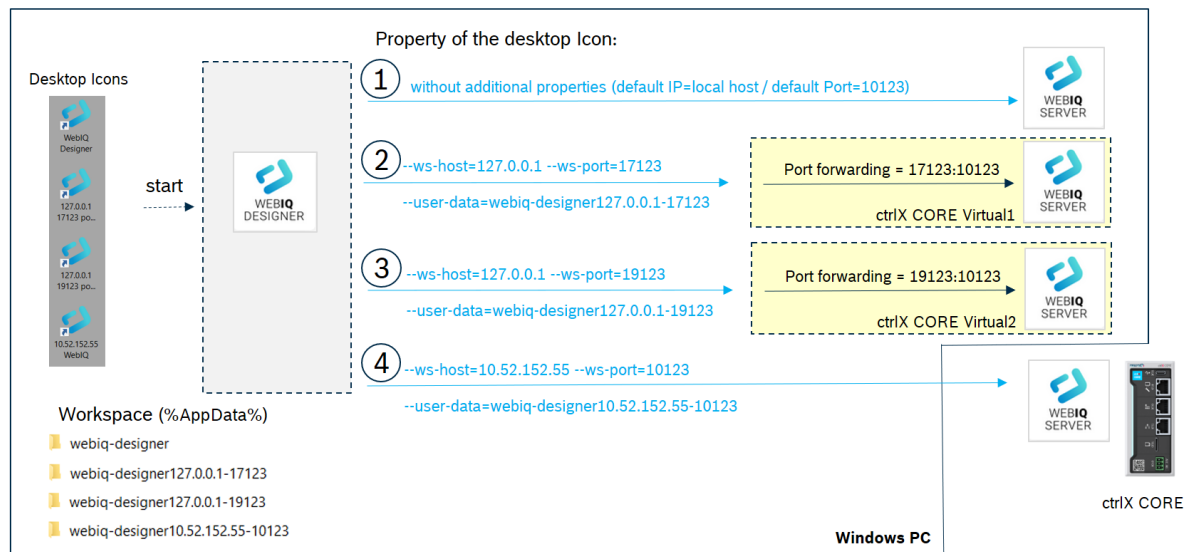 Property of the desktop Icon:
Desktop Icons
WebIQ
Designer
127.0.0.1
17123 po...
127.0.0.1
19123 po...
10.52.152.55
WebIQ
start
WEBIQ
DESIGNER
1
without additional properties (default IP=local host / default Port=10123)
WEBIQ
SERVER
2
--ws-host=127.0.0.1 --ws-port=17123
--user-data=webiq-designer127.0.0.1-17123
Port forwarding = 17123:10123
ctrlX CORE Virtual1
WEBIQ
SERVER
3
--ws-host=127.0.0.1 --ws-port=19123
--user-data=webiq-designer127.0.0.1-19123
Port forwarding = 19123:10123
ctrlX CORE Virtual2
WEBIQ
SERVER
4
--ws-host=10.52.152.55 --ws-port=10123
--user-data=webiq-designer10.52.152.55-10123
WEBIQ
SERVER
ctrlX CORE
Workspace (%AppData%)
webiq-designer
webiq-designer127.0.0.1-17123
webiq-designer127.0.0.1-19123
webiq-designer10.52.152.55-10123
Windows PC